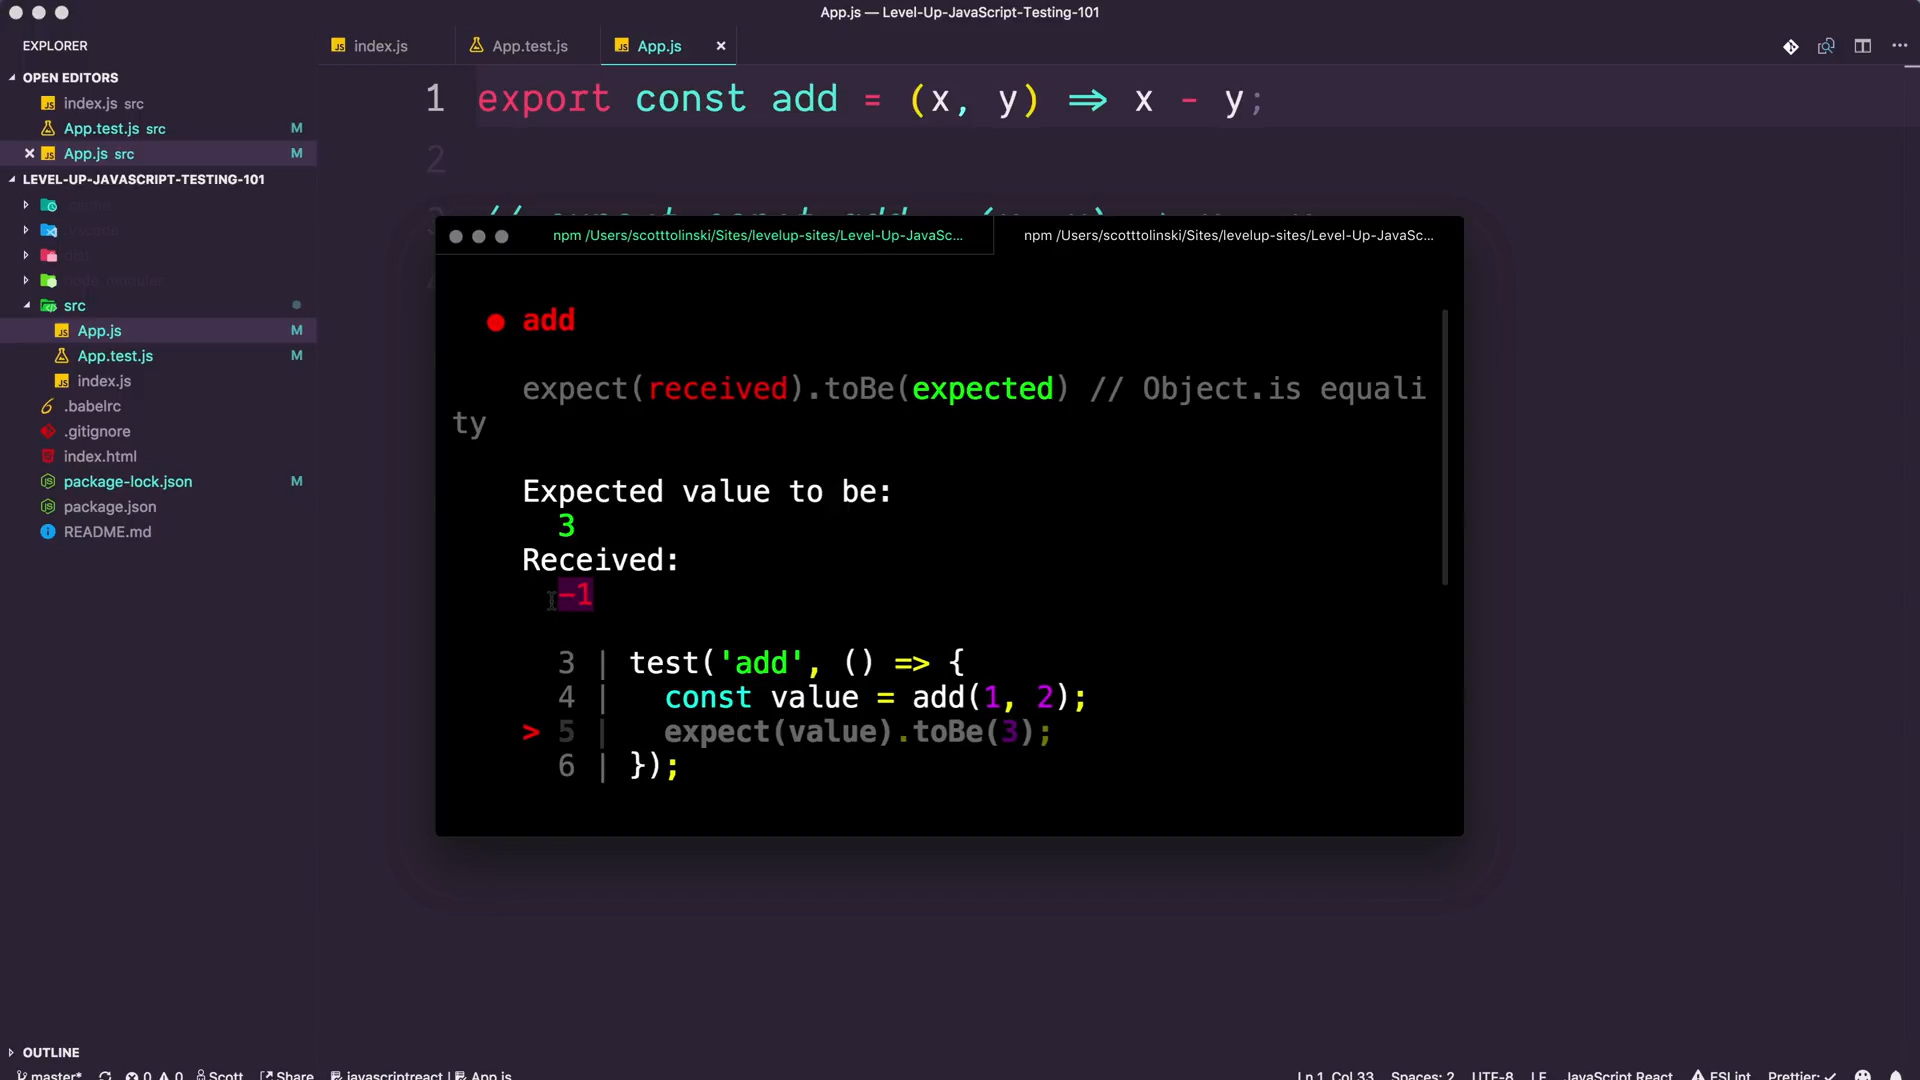 App.js — Level-Up-JavaScript-Testing-101
EXPLORER
index.js
App.test.js
App.js
OPEN EDITORS
index.js src
App.test.js src M
App.js src M
LEVEL-UP-JAVASCRIPT-TESTING-101
node_modules
src
App.js M
App.test.js M
index.js
.babelrc
.gitignore
index.html
package-lock.json M
package.json
README.md
1 export const add = (x, y) => x - y;
2
npm /Users/scotttolinski/Sites/levelup-sites/Level-Up-JavaSc...
npm /Users/scotttolinski/Sites/levelup-sites/Level-Up-JavaSc...
● add
expect(received).toBe(expected) // Object.is equali
ty
Expected value to be:
3
Received:
-1
3 | test('add', () => {
4 | const value = add(1, 2);
> 5 | expect(value).toBe(3);
6 | });
OUTLINE
master* 0 0 Scott Share javascriptreact | App.js
Ln 1, Col 33 Spaces: 2 UTF-8 LF JavaScript React ESLint Prettier: ✓